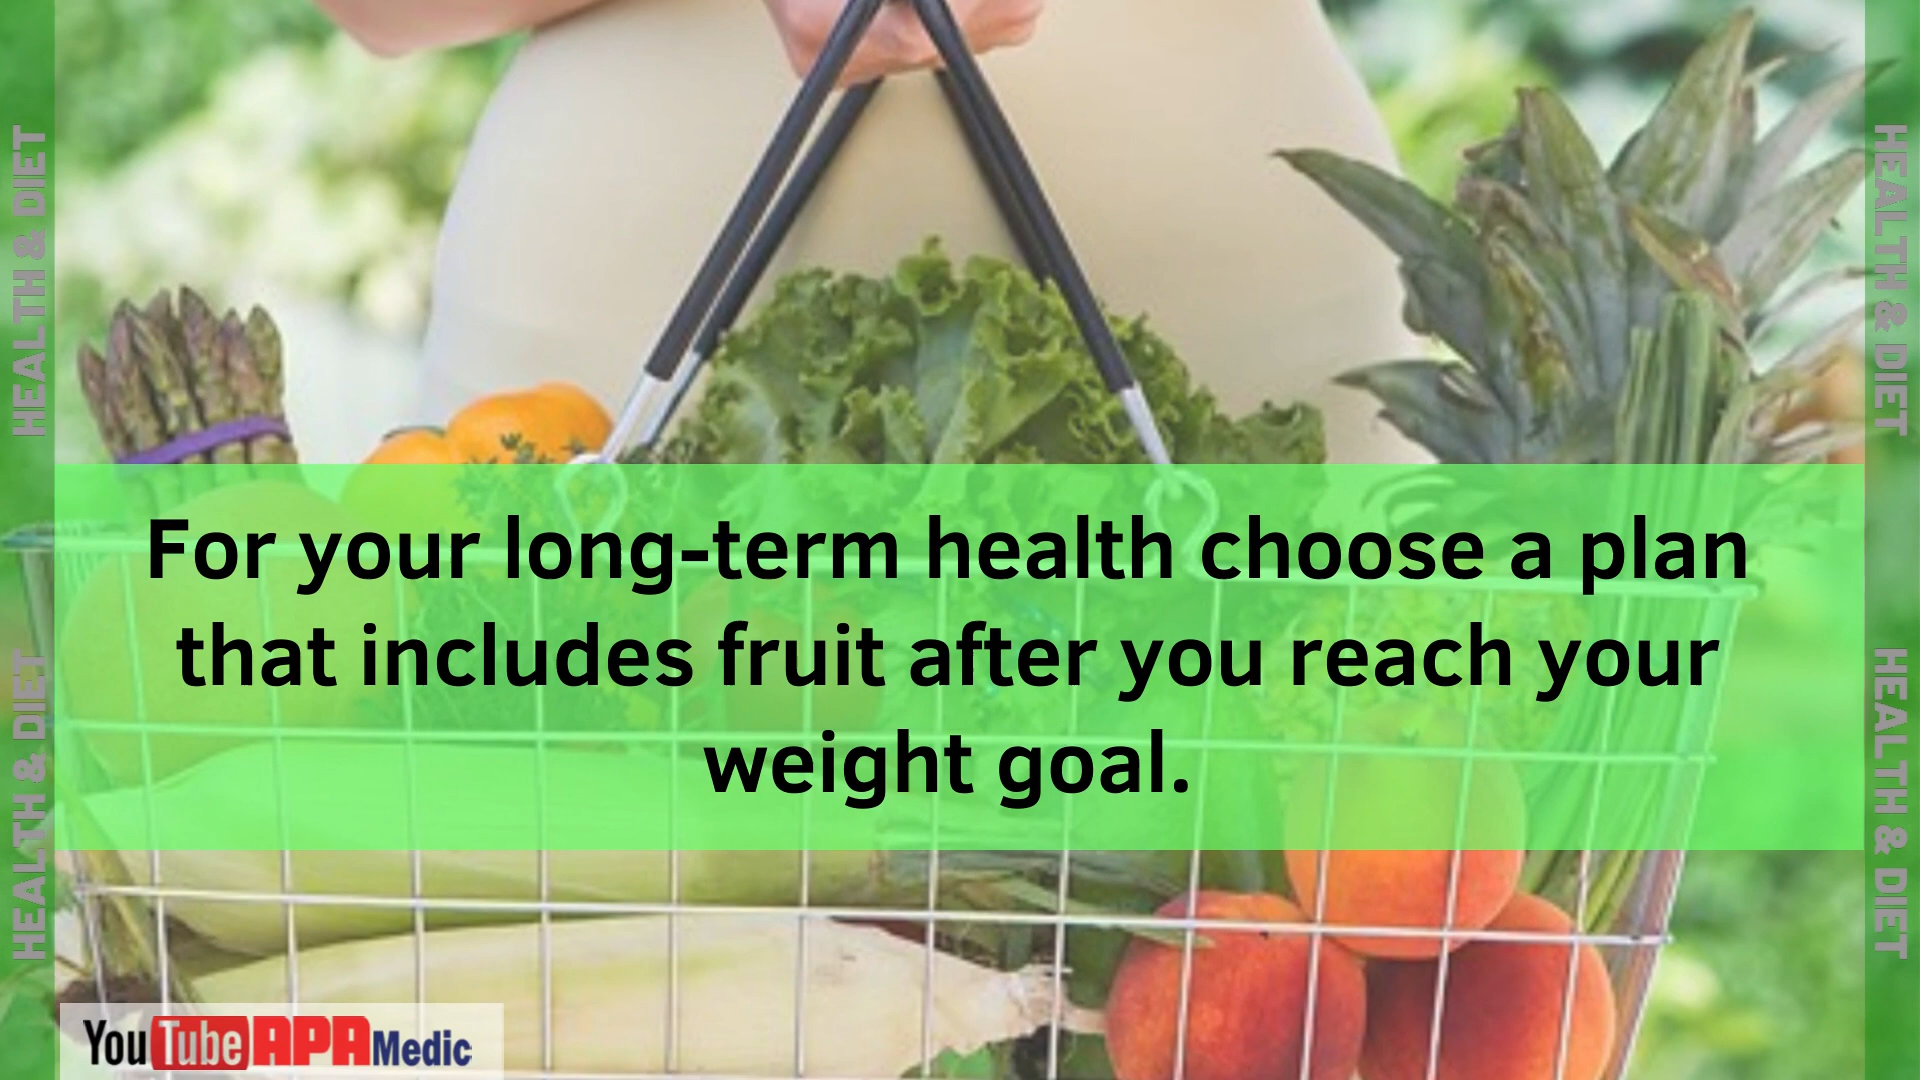 HEALTH & DIET
HEALTH & DIET
HEALTH & DIET
HEALTH & DIET
For your long-term health choose a plan
that includes fruit after you reach your
weight goal.
YouTube APA Medic